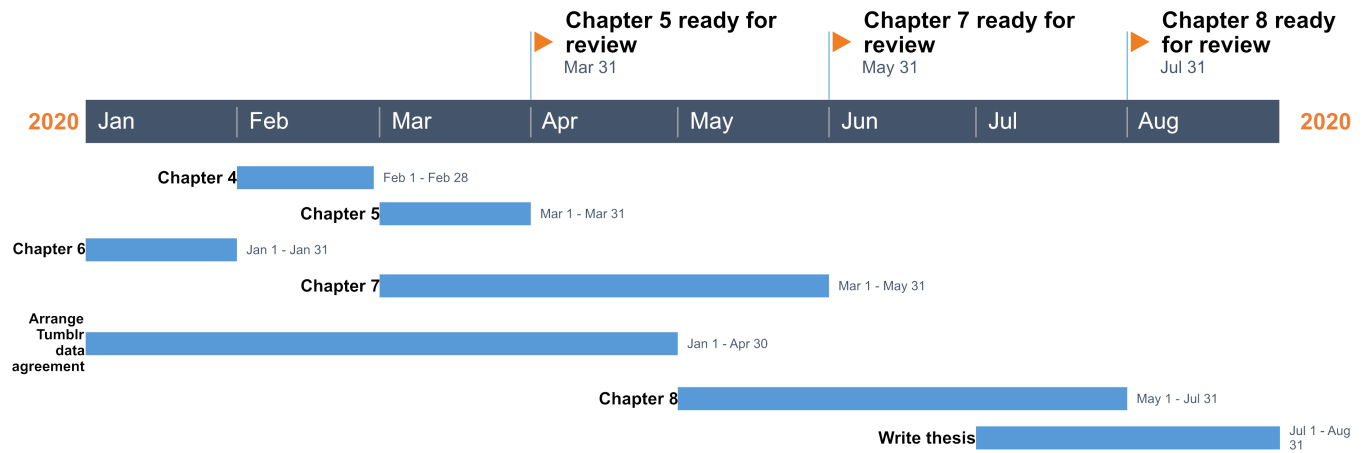 Chapter 5 ready for
review
Mar 31
Chapter 7 ready for
review
May 31
Chapter 8 ready
for review
Jul 31
2020
Jan
Feb
Mar
Apr
May
Jun
Jul
Aug
2020
Chapter 4
Feb 1 - Feb 28
Chapter 5
Mar 1 - Mar 31
Chapter 6
Jan 1 - Jan 31
Chapter 7
Mar 1 - May 31
Arrange
Tumblr
data
agreement
Jan 1 - Apr 30
Chapter 8
May 1 - Jul 31
Write thesis
Jul 1 - Aug
31